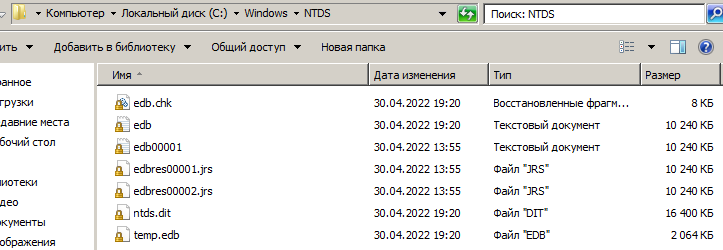 Компьютер ▸ Локальный диск (C:) ▸ Windows ▸ NTDS
Поиск: NTDS
ить Добавить в библиотеку Общий доступ Новая папка
Имя Дата изменения Тип Размер
ранное
edb.chk 30.04.2022 19:20 Восстановленные фрагм... 8 КБ
грузки
edb 30.04.2022 19:20 Текстовый документ 10 240 КБ
давние места
edb00001 30.04.2022 13:55 Текстовый документ 10 240 КБ
бочий стол
edbres00001.jrs 30.04.2022 13:55 Файл "JRS" 10 240 КБ
лиотеки
edbres00002.jrs 30.04.2022 13:55 Файл "JRS" 10 240 КБ
део
ntds.dit 30.04.2022 19:20 Файл "DIT" 16 400 КБ
кументы
temp.edb 30.04.2022 19:20 Файл "EDB" 2 064 КБ
ображения